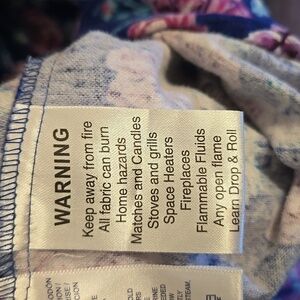 WARNING
Keep away from fire
All fabric can burn
Home hazzards
Matches and Candles
Stoves and grills
Space Heaters
Fireplaces
Flammable Fluids
Any open flame
Learn Drop & Roll